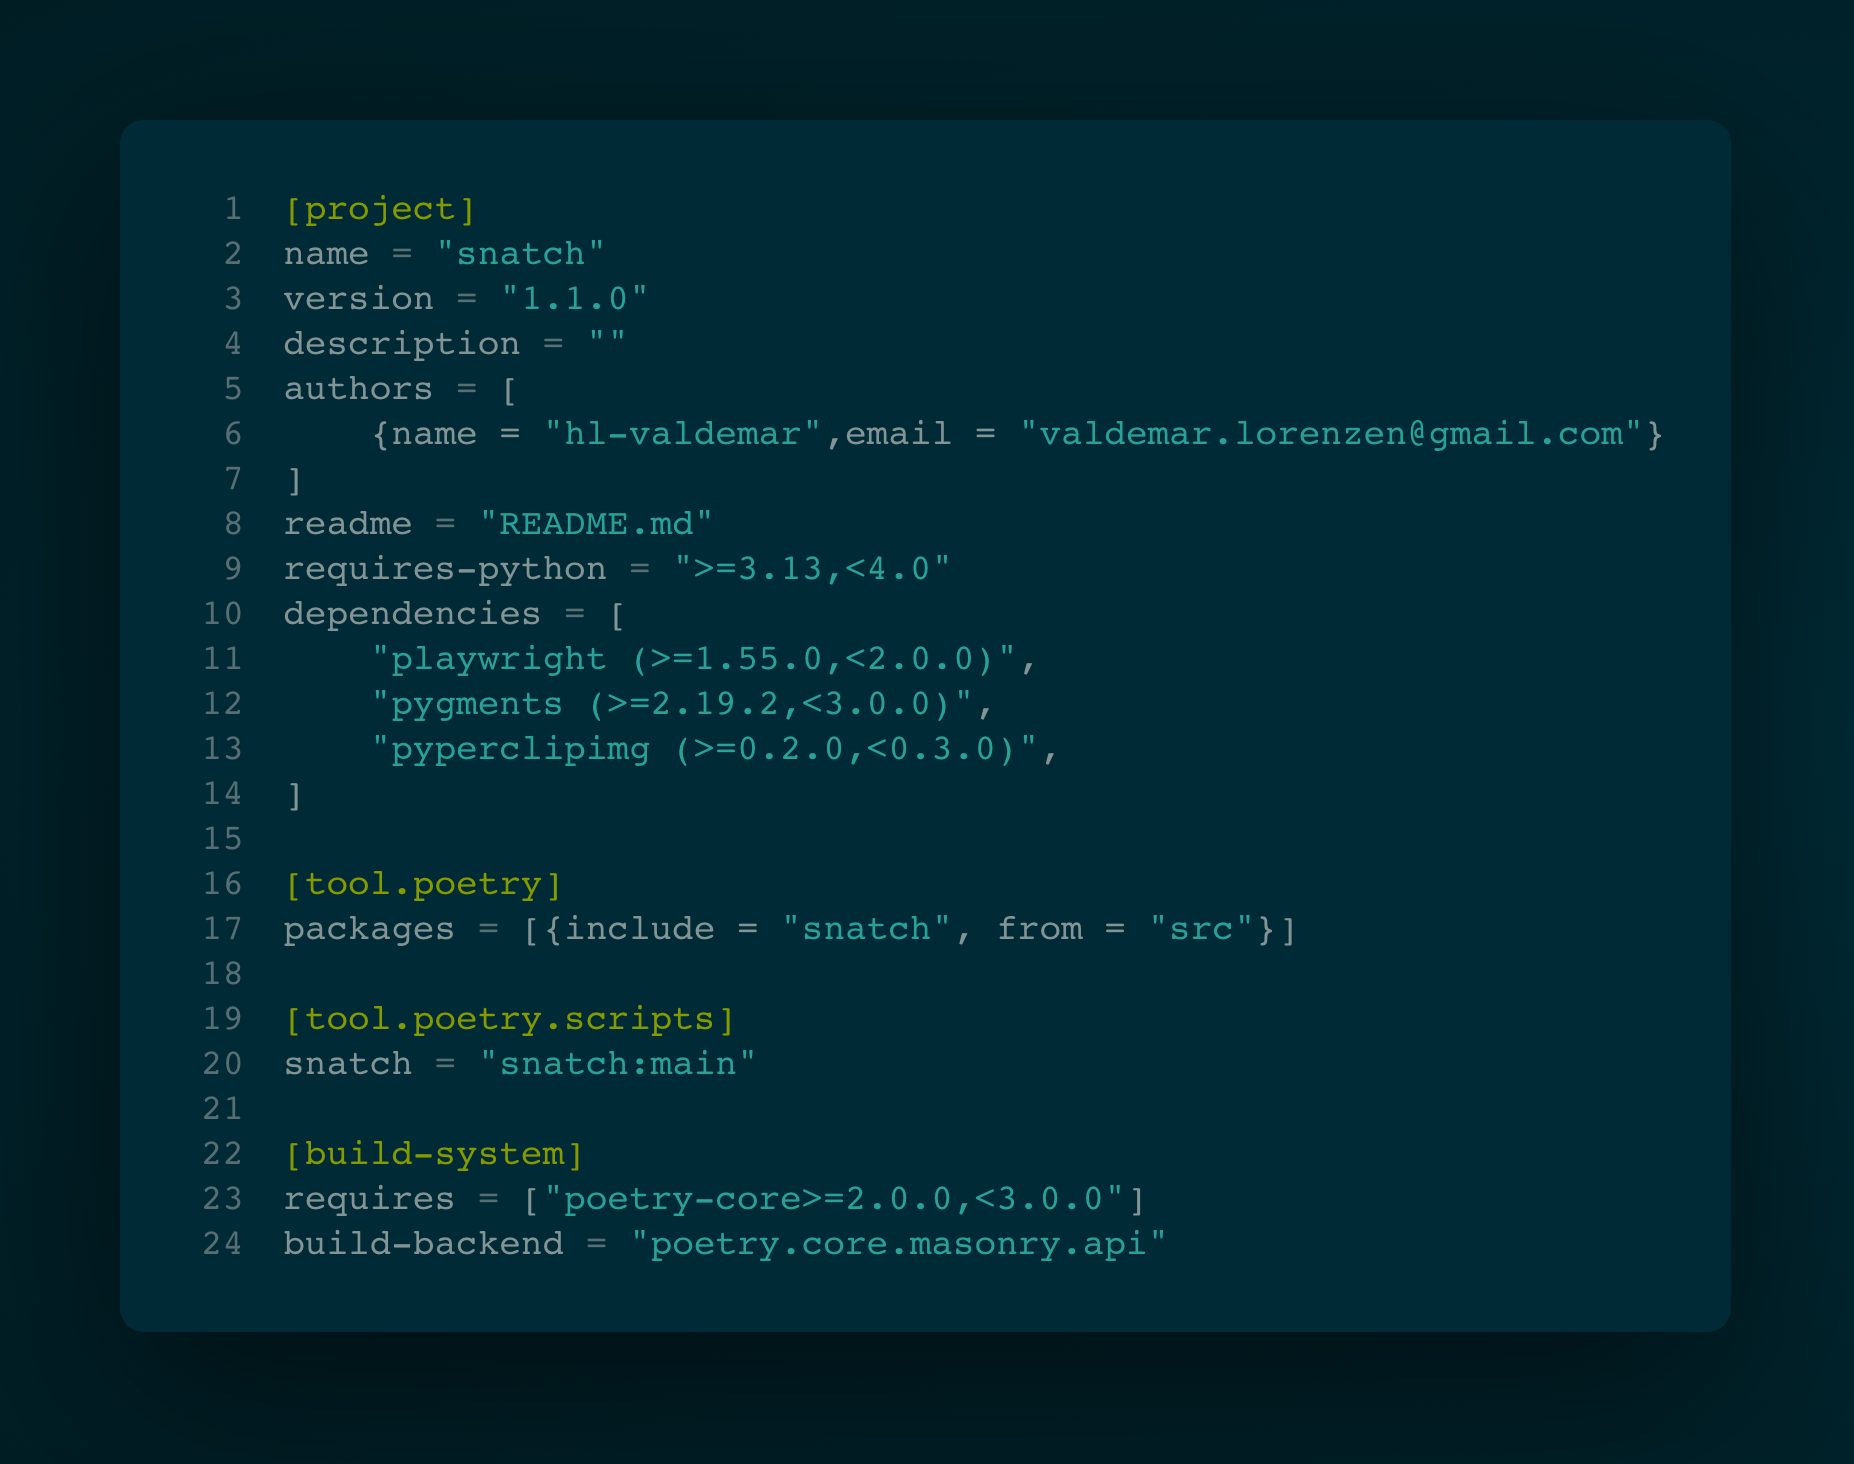 1 [project]
2 name = "snatch"
3 version = "1.1.0"
4 description = ""
5 authors = [
6     {name = "hl-valdemar",email = "valdemar.lorenzen@gmail.com"}
7 ]
8 readme = "README.md"
9 requires-python = ">=3.13,<4.0"
10 dependencies = [
11     "playwright (>=1.55.0,<2.0.0)",
12     "pygments (>=2.19.2,<3.0.0)",
13     "pyperclipimg (>=0.2.0,<0.3.0)",
14 ]
15
16 [tool.poetry]
17 packages = [{include = "snatch", from = "src"}]
18
19 [tool.poetry.scripts]
20 snatch = "snatch:main"
21
22 [build-system]
23 requires = ["poetry-core>=2.0.0,<3.0.0"]
24 build-backend = "poetry.core.masonry.api"